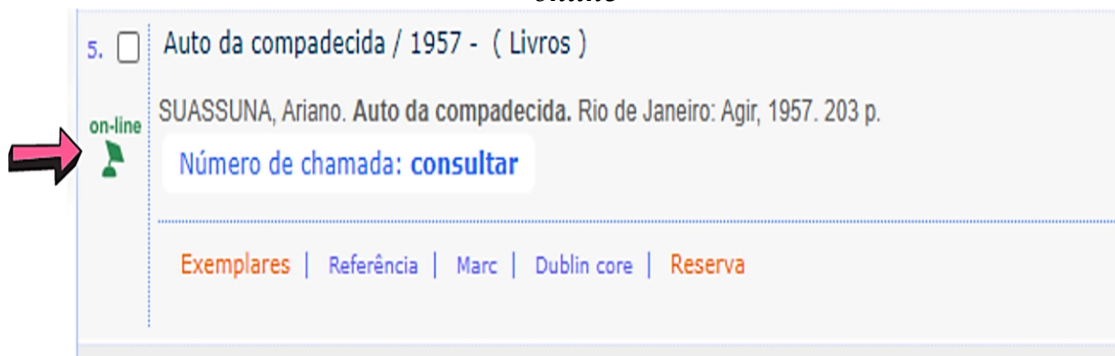 5. Auto da compadecida / 1957 - ( Livros )
on-line
SUASSUNA, Ariano. Auto da compadecida. Rio de Janeiro: Agir, 1957. 203 p.
Número de chamada: consultar
Exemplares | Referência | Marc | Dublin core | Reserva